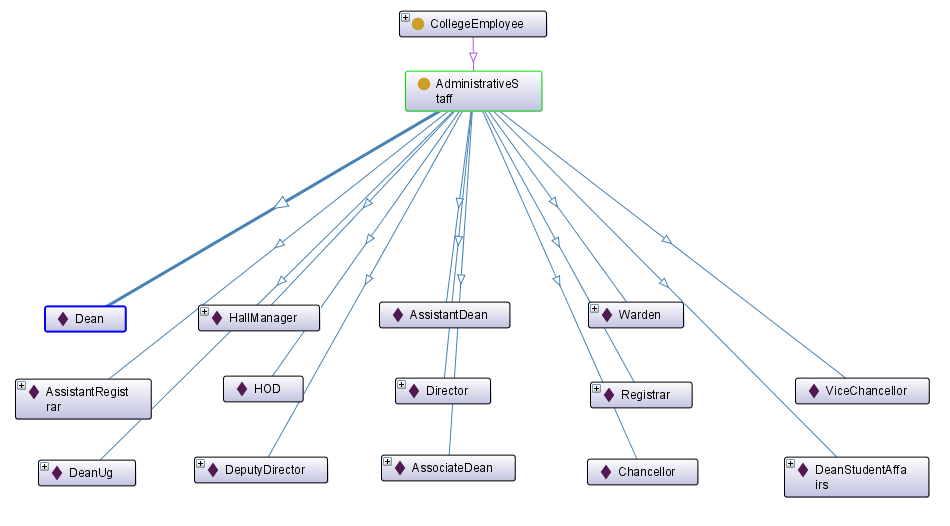 CollegeEmployee
AdministrativeS
taff
Dean
HallManager
AssistantDean
Warden
AssistantRegist
rar
HOD
Director
Registrar
ViceChancellor
DeanUg
DeputyDirector
AssociateDean
Chancellor
DeanStudentAffa
irs